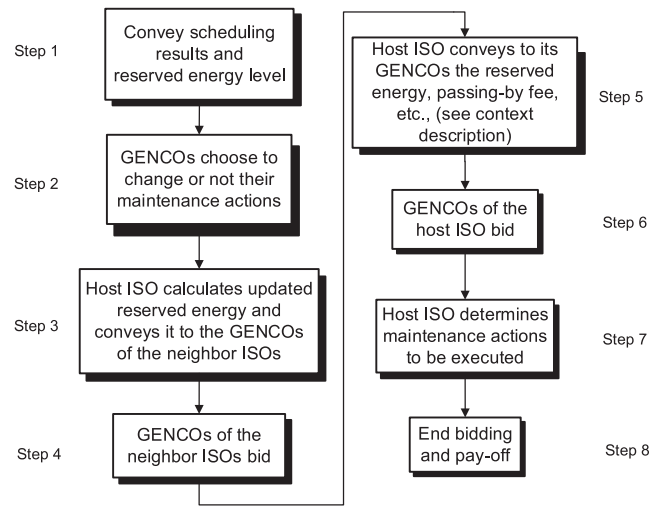 Step 1
Convey scheduling
results and
reserved energy level
Step 2
GENCOs choose to
change or not their
maintenance actions
Step 3
Host ISO calculates updated
reserved energy and
conveys it to the GENCOs
of the neighbor ISOs
Step 4
GENCOs of the
neighbor ISOs bid
Host ISO conveys to its
GENCOs the reserved
energy, passing-by fee,
etc., (see context
description)
Step 5
GENCOs of the
host ISO bid
Step 6
Host ISO determines
maintenance actions
to be executed
Step 7
End bidding
and pay-off
Step 8